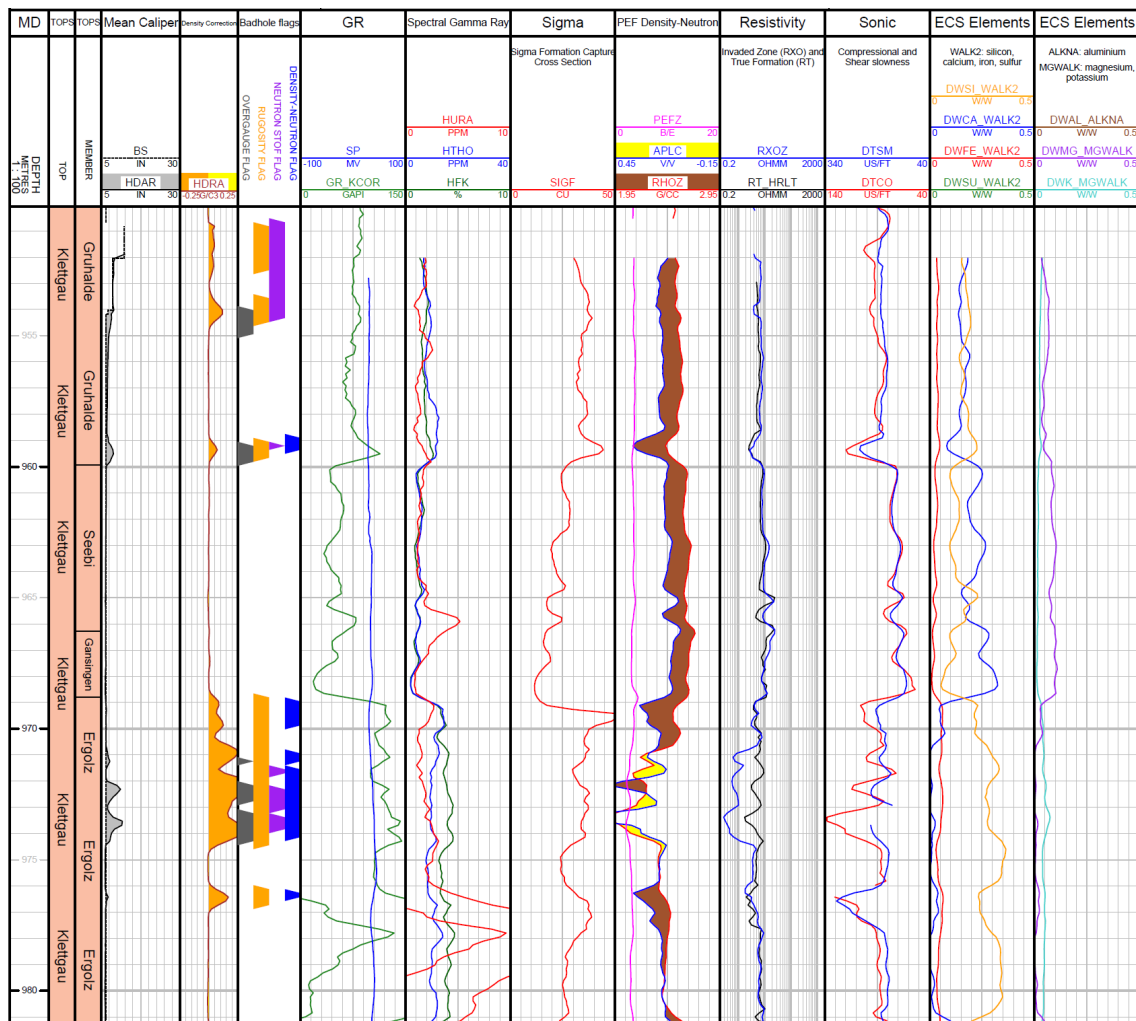 MD TOPS TOPS Mean Caliper Density Correction Badhole flags GR Spectral Gamma Ray Sigma PEF Density-Neutron Resistivity Sonic ECS Elements ECS Elements
DEPTH
METRES
1 : 100
TOP
MEMBER
BS
5 IN 30
HDAR
5 IN 30
HDRA
-0.25 G/C3 0.25
OVERGAUGE FLAG
RUGOSITY FLAG
NEUTRON STOF FLAG
DENSITY-NEUTRON FLAG
SP
-100 MV 100
GR_KCOR
0 GAPI 150
HURA
0 PPM 10
HTHO
0 PPM 40
HFK
0 % 10
Sigma Formation Capture
Cross Section
SIGF
0 CU 50
PEFZ
0 B/E 20
APLC
0.45 V/V -0.15
RHOZ
1.95 G/CC 2.95
Invaded Zone (RXO) and
True Formation (RT)
RXOZ
0.2 OHMM 2000
RT_HRLT
0.2 OHMM 2000
Compressional and
Shear slowness
DTSM
340 US/FT 40
DTCO
140 US/FT 40
WALK2: silicon,
calcium, iron, sulfur
DWSI_WALK2
0 W/W 0.5
DWCA_WALK2
0 W/W 0.5
DWFE_WALK2
0 W/W 0.5
DWSU_WALK2
0 W/W 0.5
ALKNA: aluminium
MGWALK: magnesium,
potassium
DWAL_ALKNA
0 W/W 0.5
DWMG_MGWALK
0 W/W 0.5
DWK_MGWALK
0 W/W 0.5
Klettgau Gruhalde
955
Klettgau Gruhalde
960
Klettgau Seebi
965
Klettgau Gansingen
970
Klettgau Ergolz
975
Klettgau Ergolz
Klettgau Ergolz
980